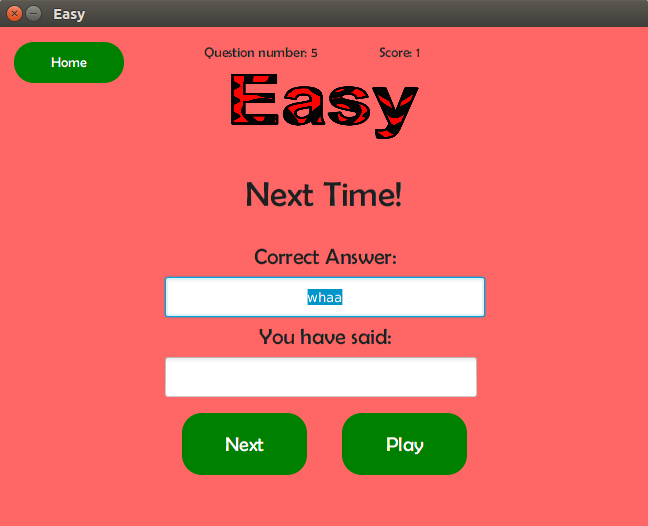 Easy
Home
Question number: 5 Score: 1
Easy
Next Time!
Correct Answer:
whaa
You have said:
Next Play